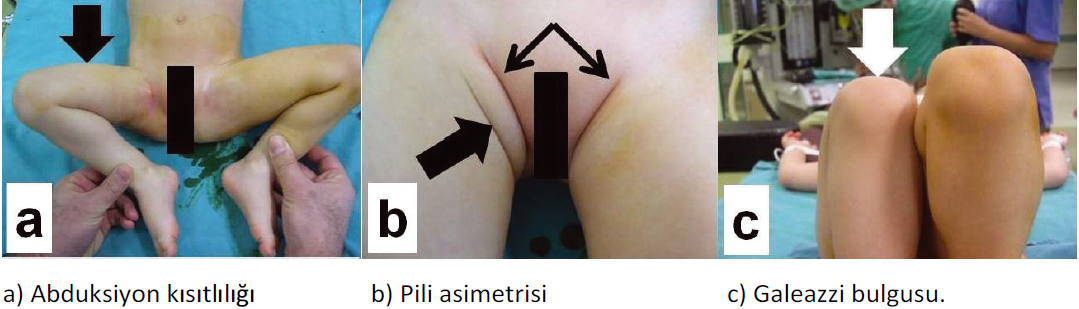 a
b
c
a) Abduksiyon kısıtlılığı
b) Pili asimetrisi
c) Galeazzi bulgusu.